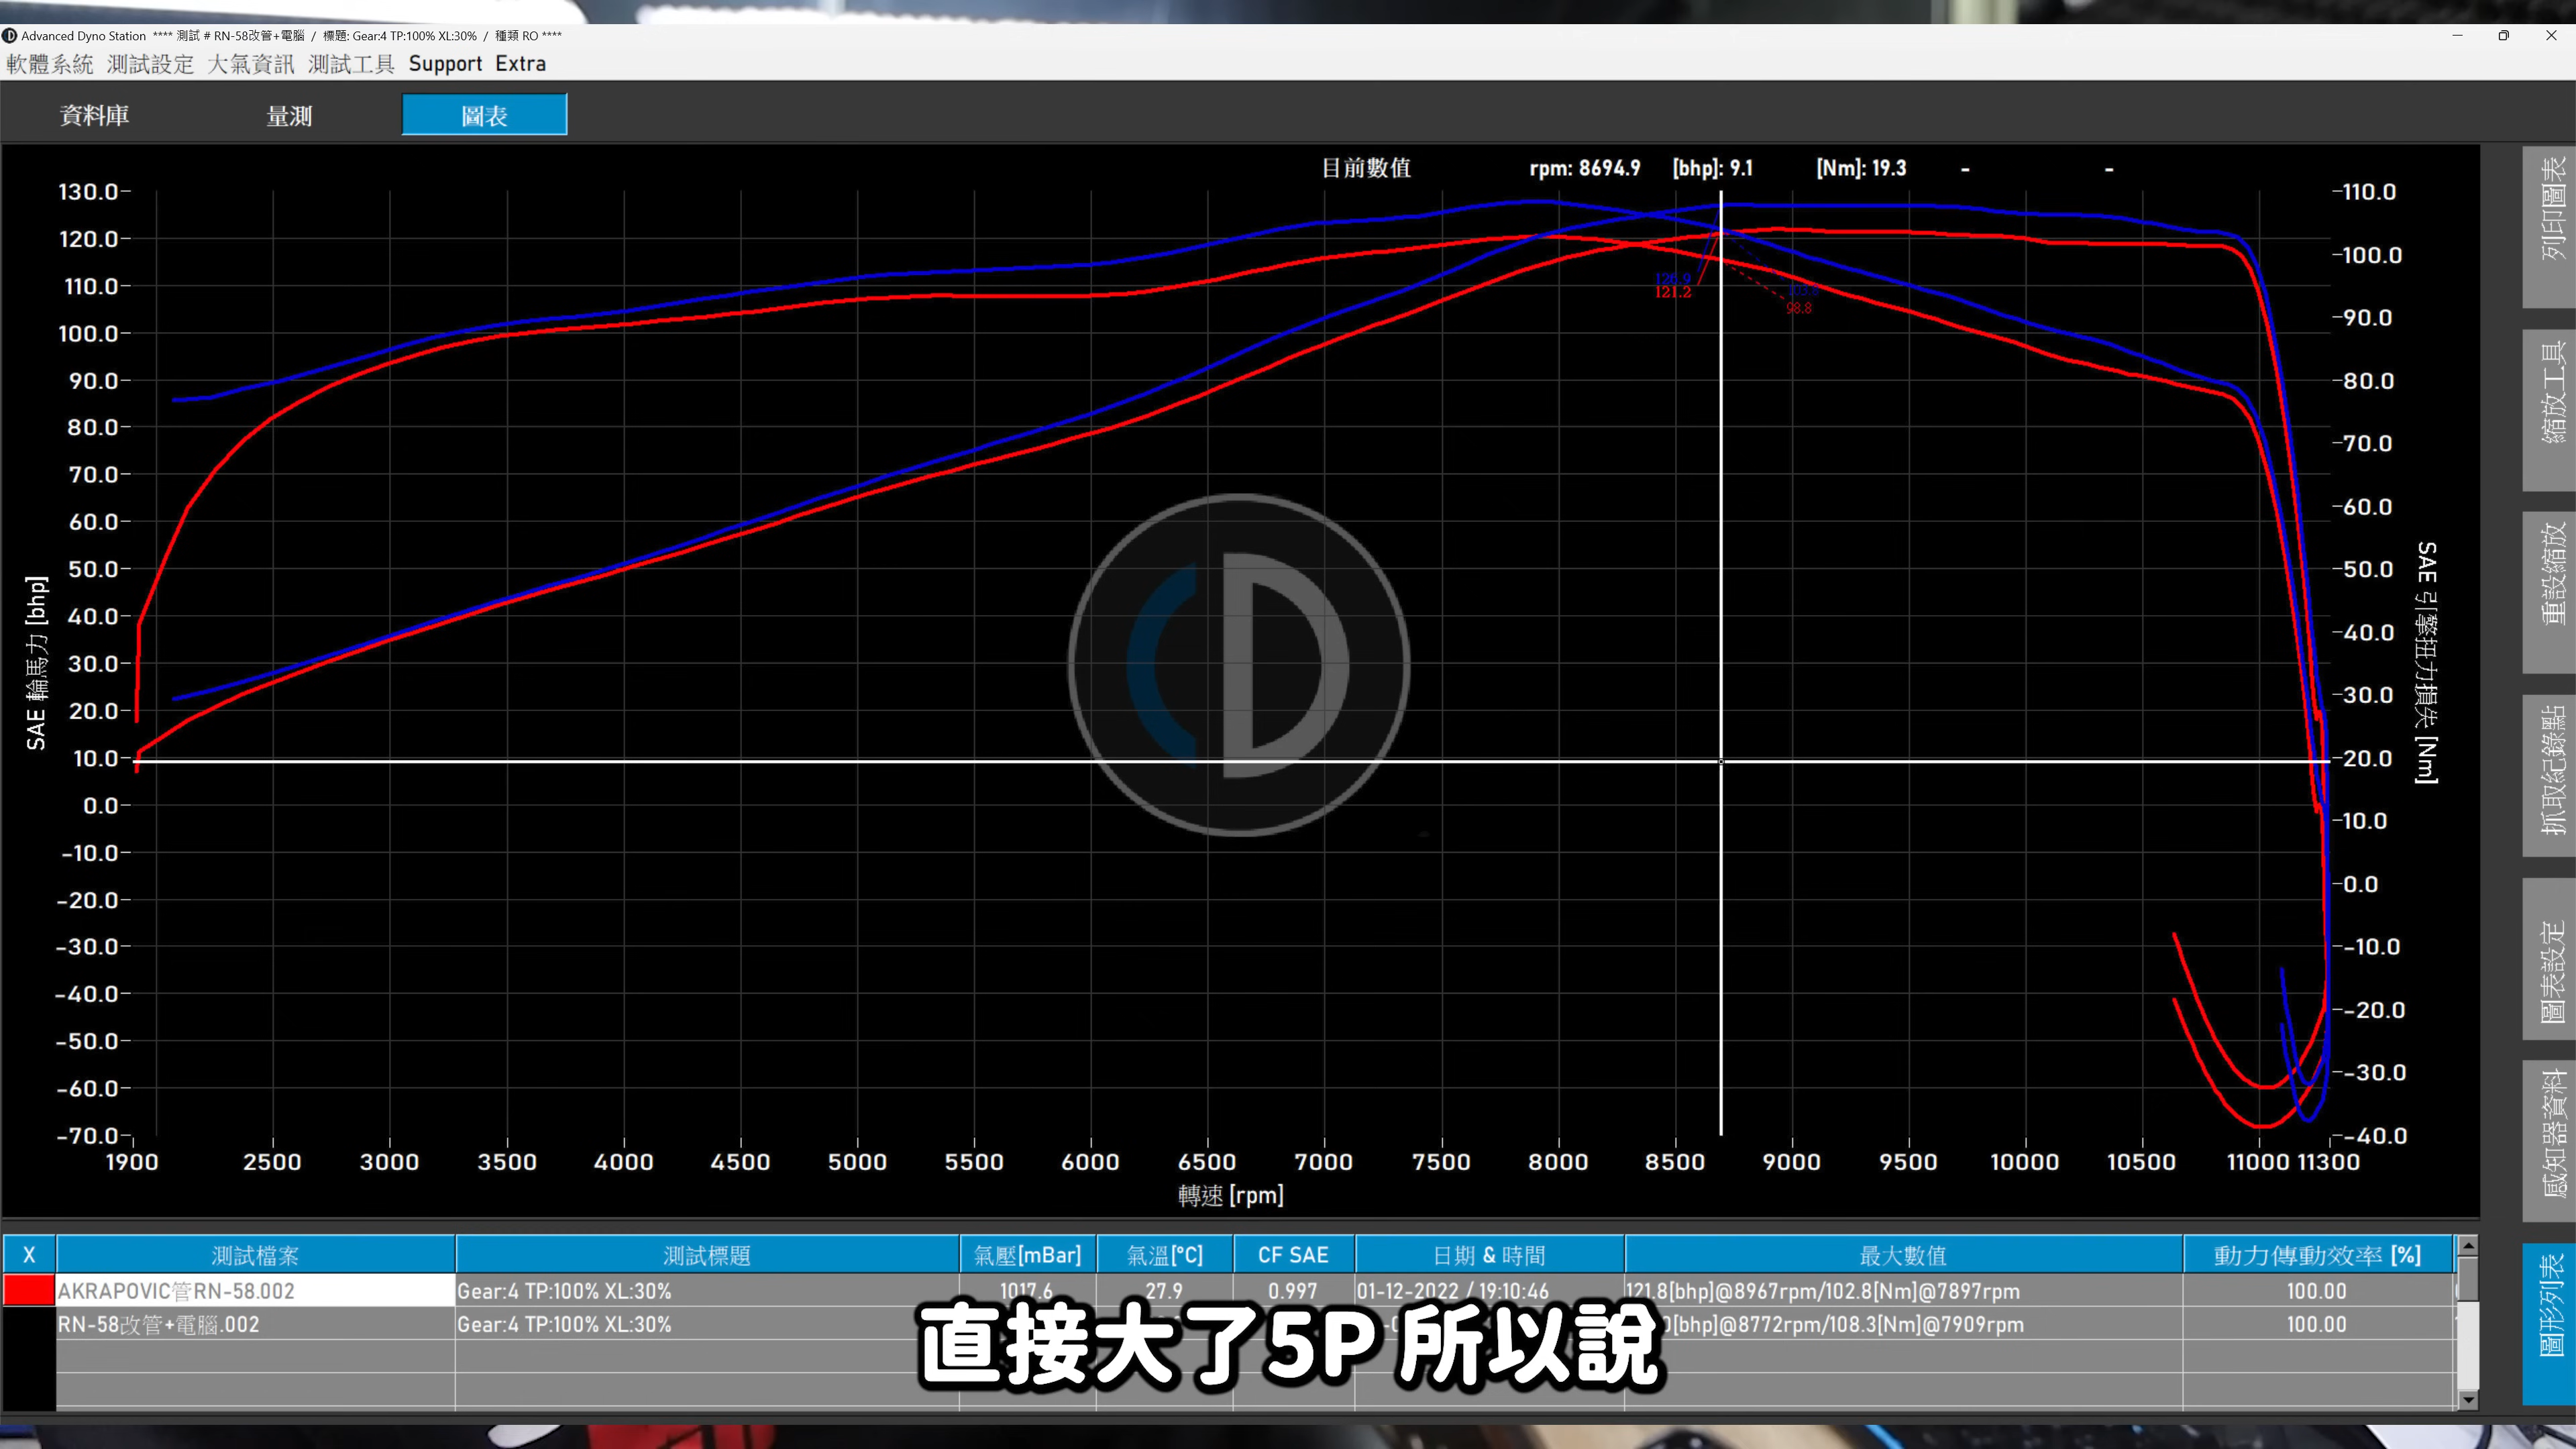 Advanced Dyno Station **** 測試 # RN-58改管+電腦 / 標題: Gear:4 TP:100% XL:30% / 種類 RO ****
軟體系統 測試設定 大氣資訊 測試工具 Support Extra
資料庫 量測 圖表
目前數值 rpm: 8694.9 [bhp]: 9.1 [Nm]: 19.3 - -
130.0
120.0
110.0
100.0
90.0
80.0
70.0
60.0
50.0
40.0
30.0
20.0
10.0
0.0
-10.0
-20.0
-30.0
-40.0
-50.0
-60.0
-70.0
SAE 輪馬力 [bhp]
126.9
121.2
98.8
110.0
100.0
90.0
80.0
70.0
60.0
50.0
40.0
30.0
20.0
10.0
0.0
-10.0
-20.0
-30.0
-40.0
SAE 引擎扭力損失 [Nm]
1900 2500 3000 3500 4000 4500 5000 5500 6000 6500 7000 7500 8000 8500 9000 9500 10000 10500 11000 11300
轉速 [rpm]
列印圖表
縮放工具
重設縮放
抓取紀錄點
圖表設定
感知器資料
圖形列表
X 測試檔案 測試標題 氣壓[mBar] 氣溫[°C] CF SAE 日期 & 時間 最大數值 動力傳動效率 [%]
AKRAPOVIC管RN-58.002 Gear:4 TP:100% XL:30% 1017.6 27.9 0.997 01-12-2022 / 19:10:46 121.8[bhp]@8967rpm/102.8[Nm]@7897rpm 100.00
RN-58改管+電腦.002 Gear:4 TP:100% XL:30% 0[bhp]@8772rpm/108.3[Nm]@7909rpm 100.00
直接大了5P 所以說